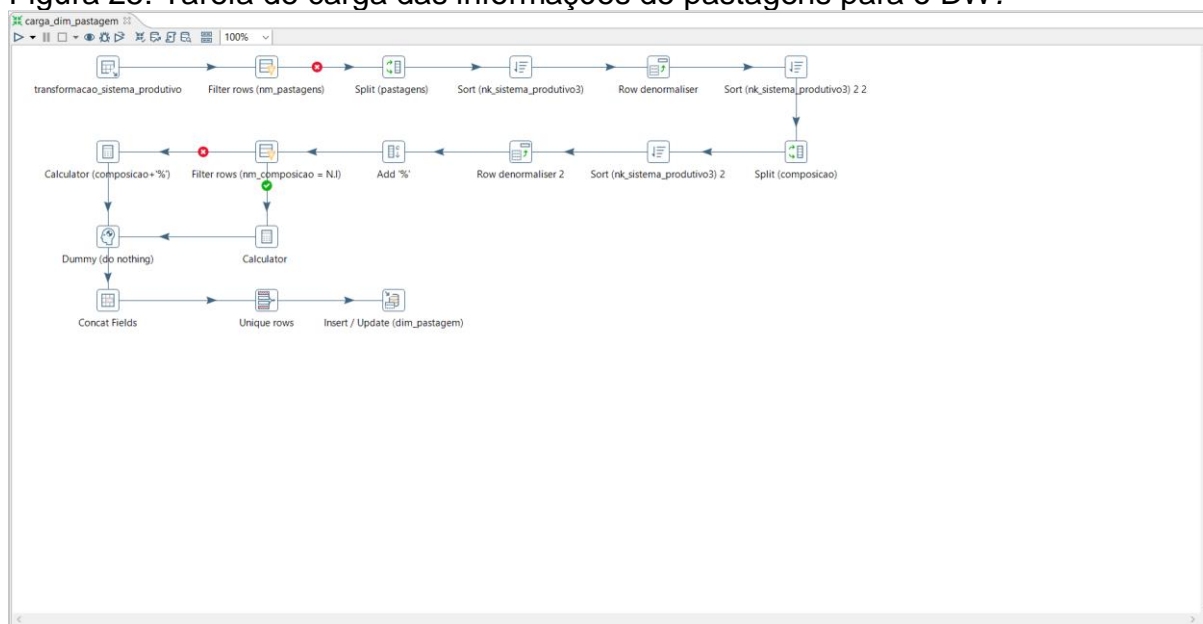 Figura 25. Tarefa de carga das informações de pastagens para o DW.
carga_dim_pastagem
100%
transformacao_sistema_produtivo
Filter rows (nm_pastagens)
Split (pastagens)
Sort (nk_sistema_produtivo3)
Row denormaliser
Sort (nk_sistema_produtivo3) 2 2
Calculator (composicao+'%')
Filter rows (nm_composicao = N.I)
Add '%'
Row denormaliser 2
Sort (nk_sistema_produtivo3) 2
Split (composicao)
Dummy (do nothing)
Calculator
Concat Fields
Unique rows
Insert / Update (dim_pastagem)